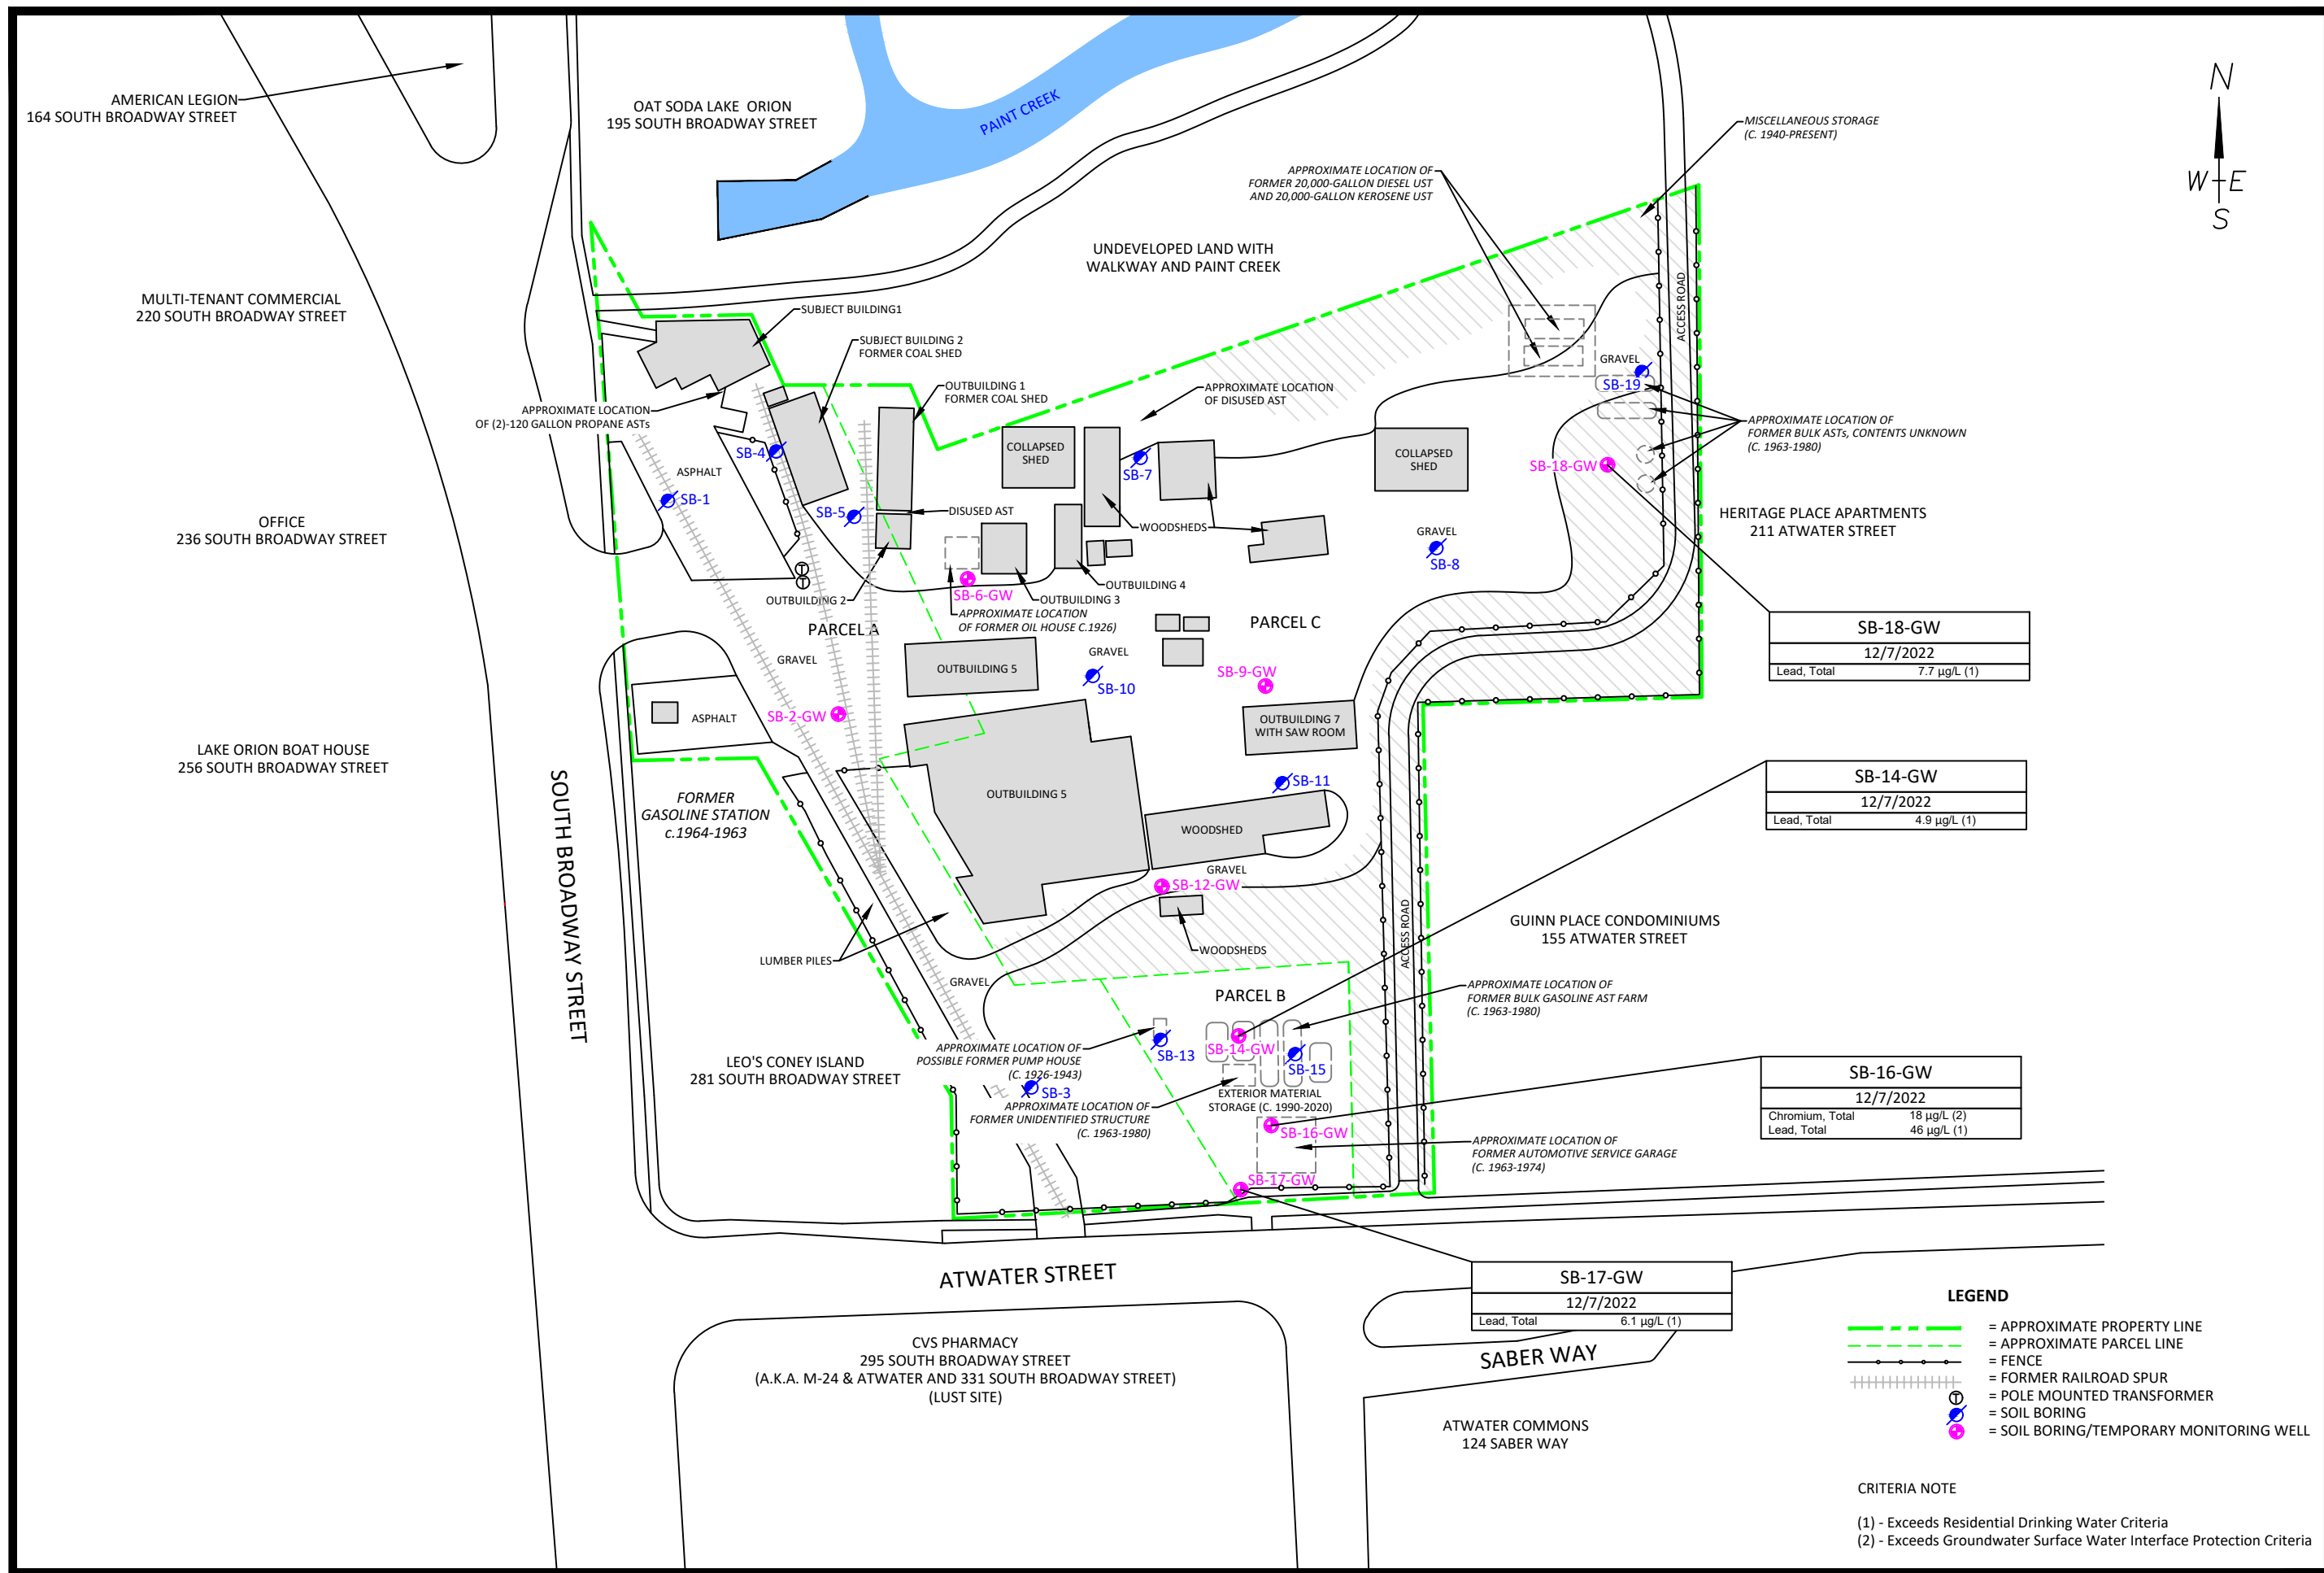 AMERICAN LEGION
164 SOUTH BROADWAY STREET
OAT SODA LAKE ORION
195 SOUTH BROADWAY STREET
PAINT CREEK
N
W E
S
MISCELLANEOUS STORAGE
(C. 1940-PRESENT)
APPROXIMATE LOCATION OF
FORMER 20,000-GALLON DIESEL UST
AND 20,000-GALLON KEROSENE UST
UNDEVELOPED LAND WITH
WALKWAY AND PAINT CREEK
MULTI-TENANT COMMERCIAL
220 SOUTH BROADWAY STREET
SUBJECT BUILDING1
SUBJECT BUILDING 2
FORMER COAL SHED
OUTBUILDING 1
FORMER COAL SHED
APPROXIMATE LOCATION
OF DISUSED AST
ACCESS ROAD
GRAVEL
SB-19
APPROXIMATE LOCATION
OF (2)-120 GALLON PROPANE ASTs
APPROXIMATE LOCATION OF
FORMER BULK ASTs, CONTENTS UNKNOWN
(C. 1963-1980)
COLLAPSED
SHED
COLLAPSED
SHED
SB-4
ASPHALT
SB-7
SB-18-GW
SB-1
SB-5
DISUSED AST
WOODSHEDS
GRAVEL
SB-8
OFFICE
236 SOUTH BROADWAY STREET
HERITAGE PLACE APARTMENTS
211 ATWATER STREET
T
T
OUTBUILDING 4
SB-6-GW
OUTBUILDING 2
OUTBUILDING 3
APPROXIMATE LOCATION
OF FORMER OIL HOUSE C.1926)
PARCEL A
PARCEL C
SB-18-GW
12/7/2022
Lead, Total 7.7 µg/L (1)
GRAVEL
OUTBUILDING 5
GRAVEL
SB-10
SB-9-GW
ASPHALT
SB-2-GW
OUTBUILDING 7
WITH SAW ROOM
LAKE ORION BOAT HOUSE
256 SOUTH BROADWAY STREET
SOUTH BROADWAY STREET
FORMER
GASOLINE STATION
c.1964-1963
OUTBUILDING 5
SB-11
WOODSHED
SB-14-GW
12/7/2022
Lead, Total 4.9 µg/L (1)
GRAVEL
SB-12-GW
WOODSHEDS
ACCESS ROAD
GUINN PLACE CONDOMINIUMS
155 ATWATER STREET
LUMBER PILES
GRAVEL
PARCEL B
APPROXIMATE LOCATION OF
FORMER BULK GASOLINE AST FARM
(C. 1963-1980)
LEO'S CONEY ISLAND
281 SOUTH BROADWAY STREET
APPROXIMATE LOCATION OF
POSSIBLE FORMER PUMP HOUSE
(C. 1926-1943)
SB-13
SB-14-GW
SB-15
SB-3
APPROXIMATE LOCATION OF
FORMER UNIDENTIFIED STRUCTURE
(C. 1963-1980)
EXTERIOR MATERIAL
STORAGE (C. 1990-2020)
SB-16-GW
SB-16-GW
12/7/2022
Chromium, Total 18 µg/L (2)
Lead, Total 46 µg/L (1)
APPROXIMATE LOCATION OF
FORMER AUTOMOTIVE SERVICE GARAGE
(C. 1963-1974)
SB-17-GW
ATWATER STREET
SB-17-GW
12/7/2022
Lead, Total 6.1 µg/L (1)
CVS PHARMACY
295 SOUTH BROADWAY STREET
(A.K.A. M-24 & ATWATER AND 331 SOUTH BROADWAY STREET)
(LUST SITE)
SABER WAY
ATWATER COMMONS
124 SABER WAY
LEGEND
= APPROXIMATE PROPERTY LINE
= APPROXIMATE PARCEL LINE
= FENCE
= FORMER RAILROAD SPUR
T = POLE MOUNTED TRANSFORMER
= SOIL BORING
= SOIL BORING/TEMPORARY MONITORING WELL
CRITERIA NOTE
(1) - Exceeds Residential Drinking Water Criteria
(2) - Exceeds Groundwater Surface Water Interface Protection Criteria